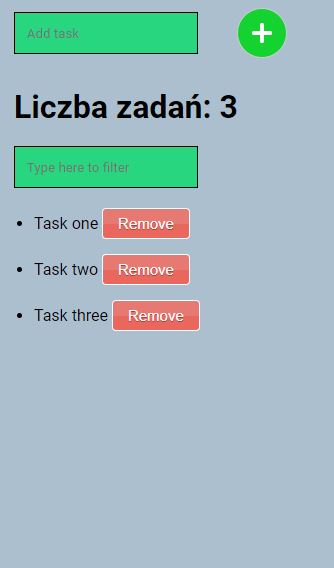 Add task
Liczba zadań: 3
Type here to filter
Task one Remove
Task two Remove
Task three Remove